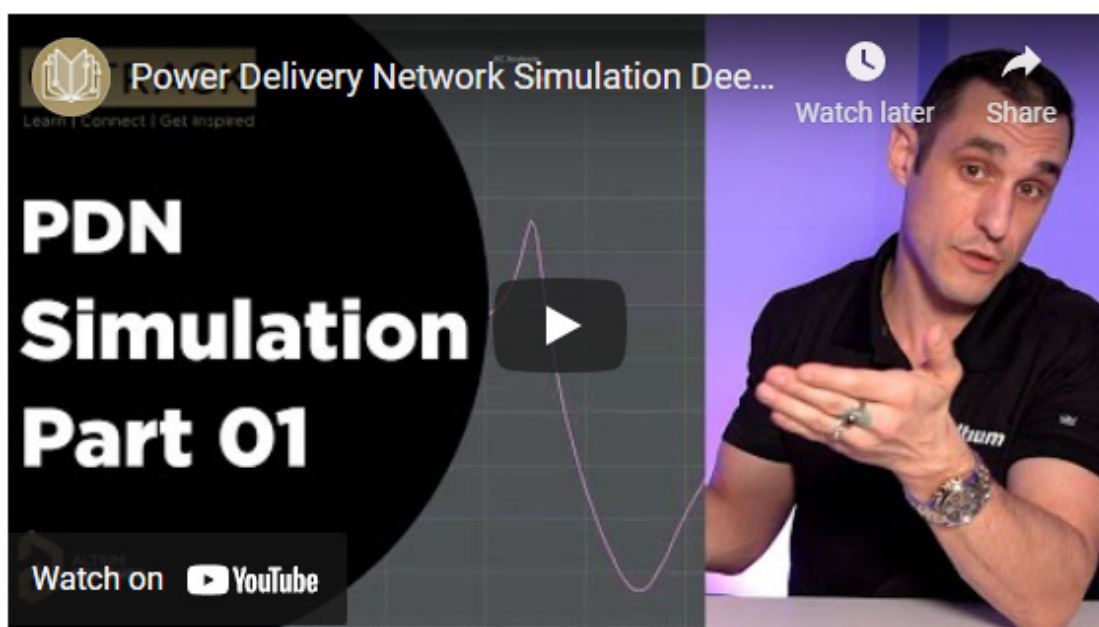 Power Delivery Network Simulation Dee...
Watch later
Share
Learn | Connect | Get Inspired
PDN
Simulation
Part 01
ALTIUM
Watch on YouTube